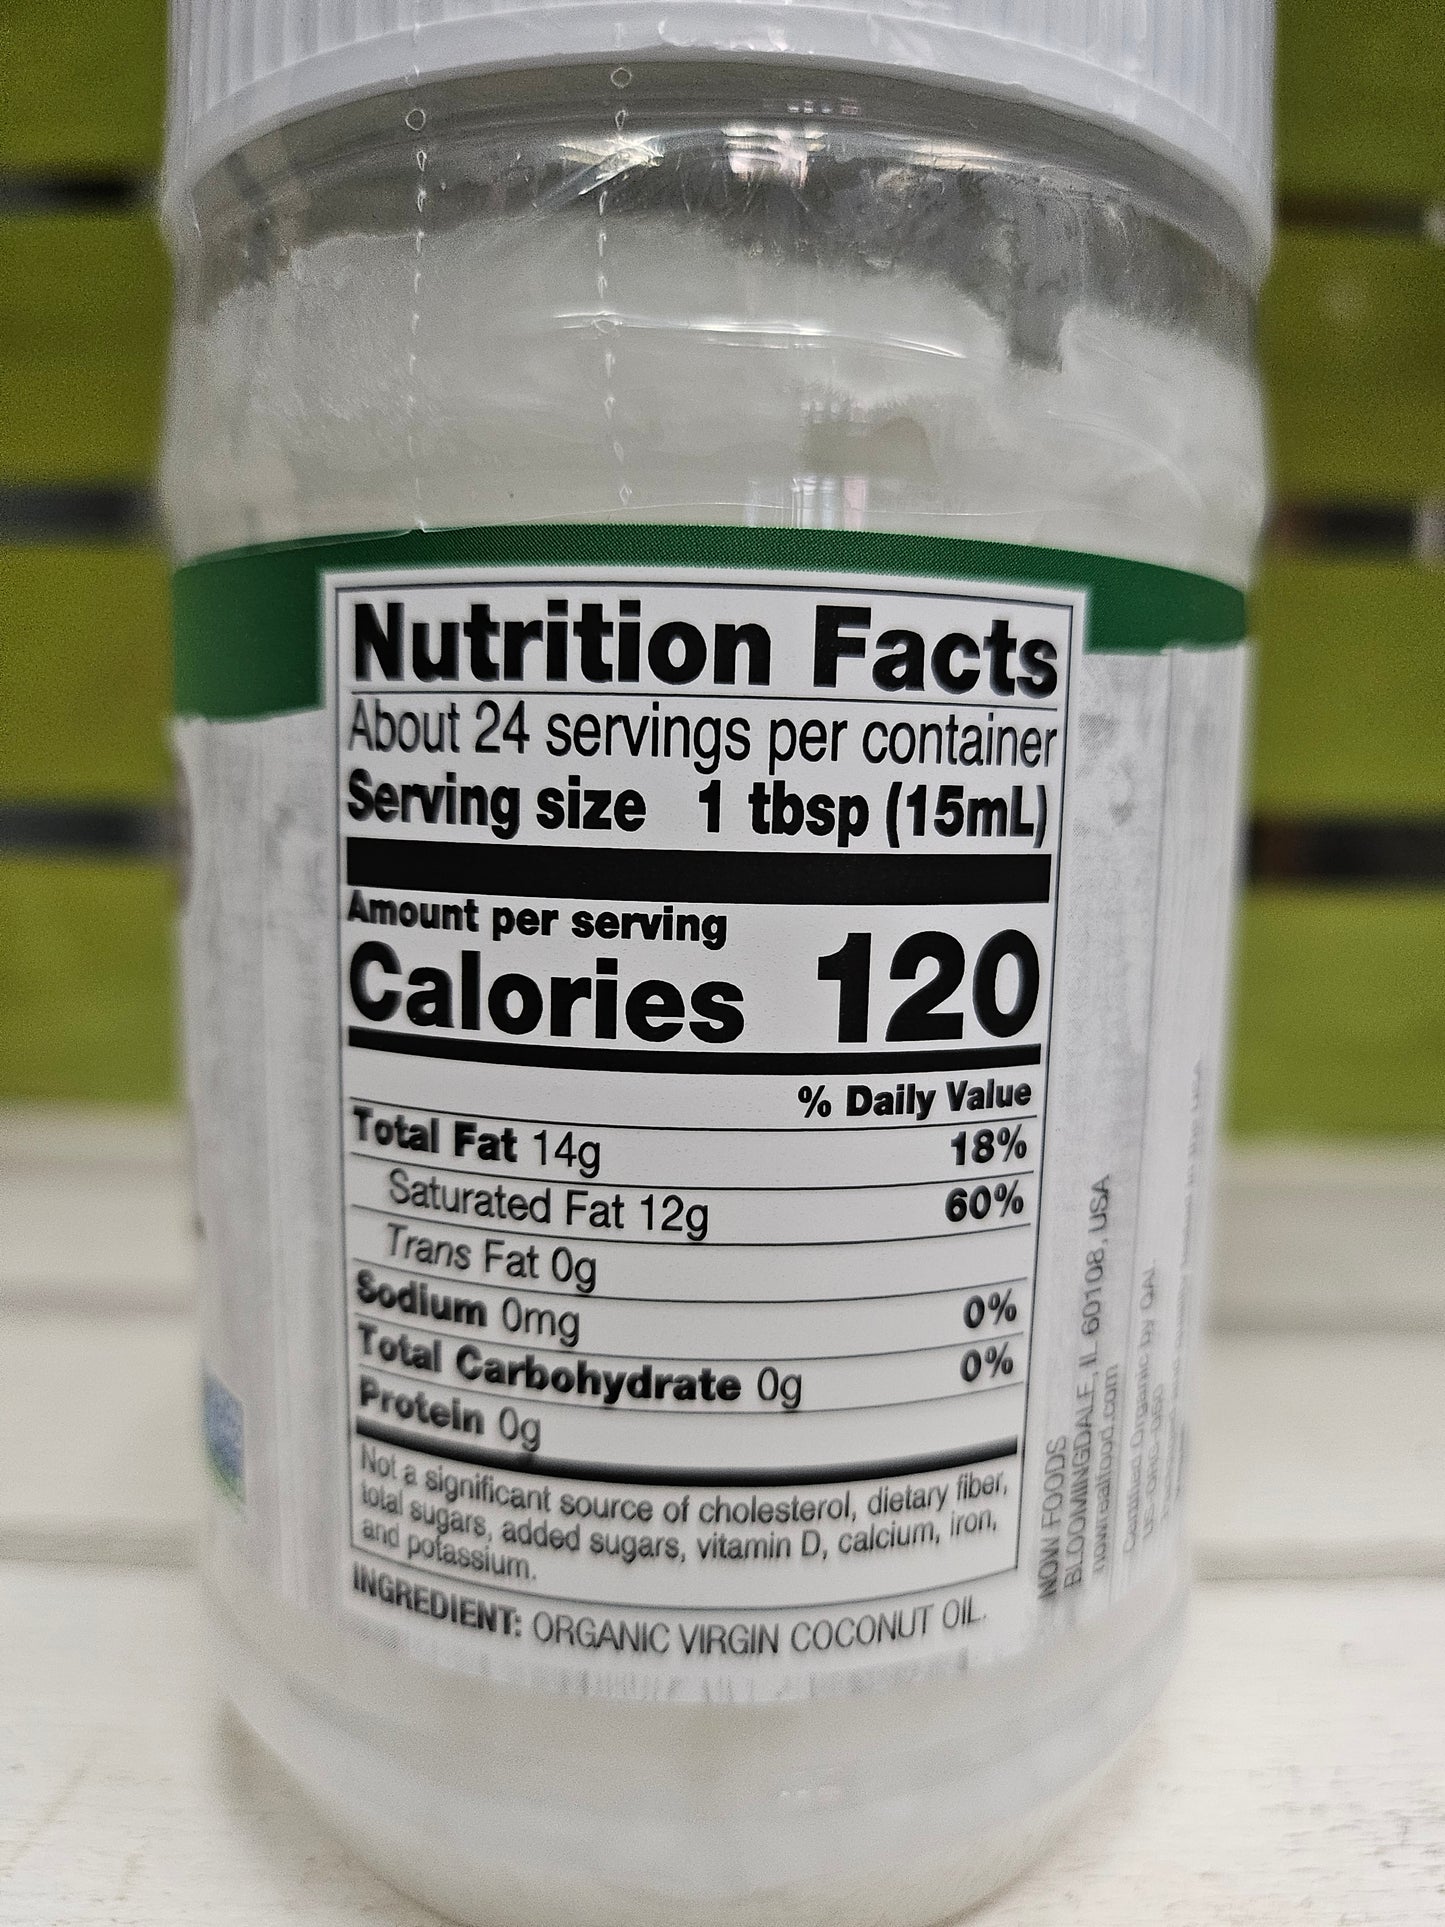 Nutrition Facts
About 24 servings per container
Serving size 1 tbsp (15mL)
Amount per serving
Calories 120
% Daily Value
Total Fat 14g 18%
Saturated Fat 12g 60%
Trans Fat 0g
Sodium 0mg 0%
Total Carbohydrate 0g 0%
Protein 0g
Not a significant source of cholesterol, dietary fiber,
total sugars, added sugars, vitamin D, calcium, iron,
and potassium.
INGREDIENT: ORGANIC VIRGIN COCONUT OIL.
NOW FOODS
BLOOMINGDALE, IL 60108, USA
nowrealfood.com
Certified Organic by QAI